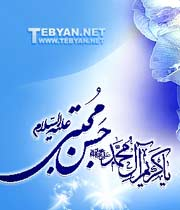 TEBYAN.NET
WWW.TEBYAN.NET
حسن مجتبی علیه السلام
یا کریم آل محمد